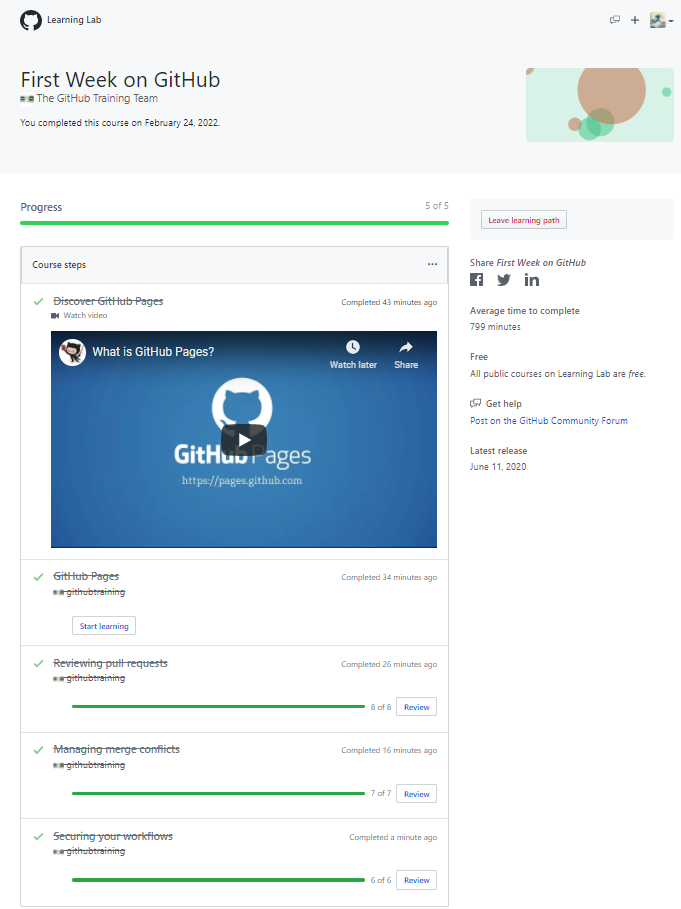 Learning Lab
First Week on GitHub
The GitHub Training Team
You completed this course on February 24, 2022.
Progress
5 of 5
Leave learning path
Course steps
Discover GitHub Pages
Completed 43 minutes ago
Watch video
What is GitHub Pages?
Watch later
Share
GitHub Pages
https://pages.github.com
GitHub Pages
Completed 34 minutes ago
githubtraining
Start learning
Reviewing pull requests
Completed 26 minutes ago
githubtraining
8 of 8
Review
Managing merge conflicts
Completed 16 minutes ago
githubtraining
7 of 7
Review
Securing your workflows
Completed a minute ago
githubtraining
6 of 6
Review
Share First Week on GitHub
Average time to complete
799 minutes
Free
All public courses on Learning Lab are free.
Get help
Post on the GitHub Community Forum
Latest release
June 11, 2020